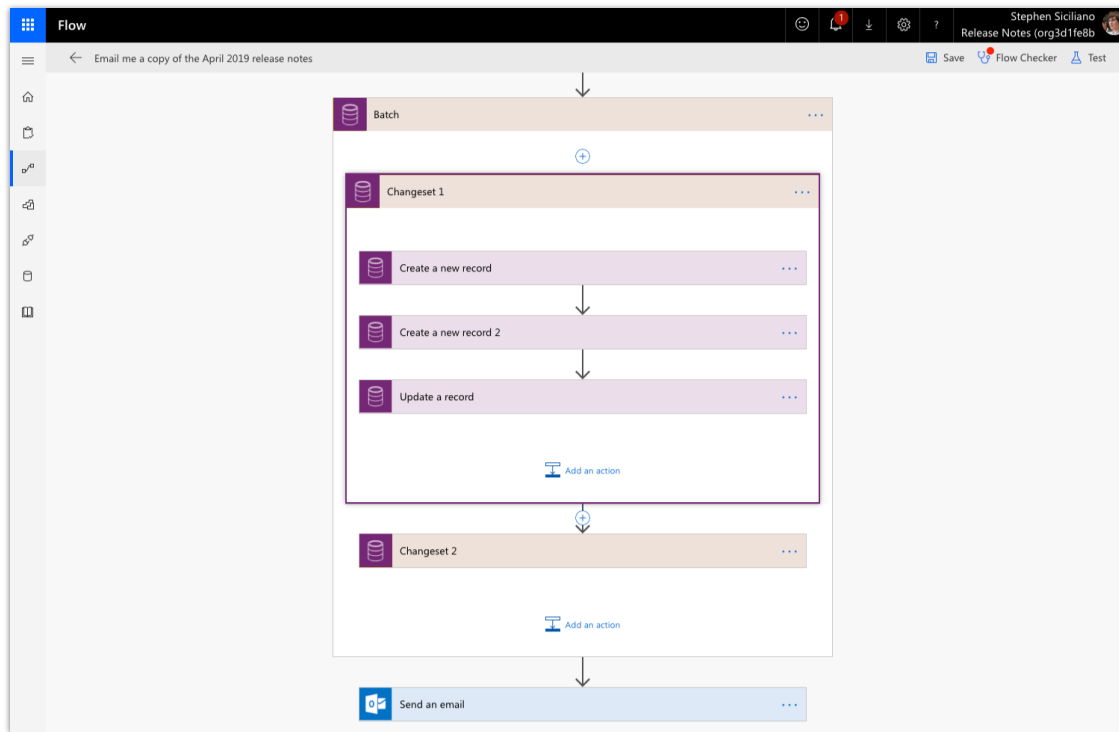 Flow
1
?
Stephen Siciliano
Release Notes (org3d1fe8b
Email me a copy of the April 2019 release notes
Save
Flow Checker
Test
Batch
Changeset 1
Create a new record
Create a new record 2
Update a record
Add an action
Changeset 2
Add an action
Send an email